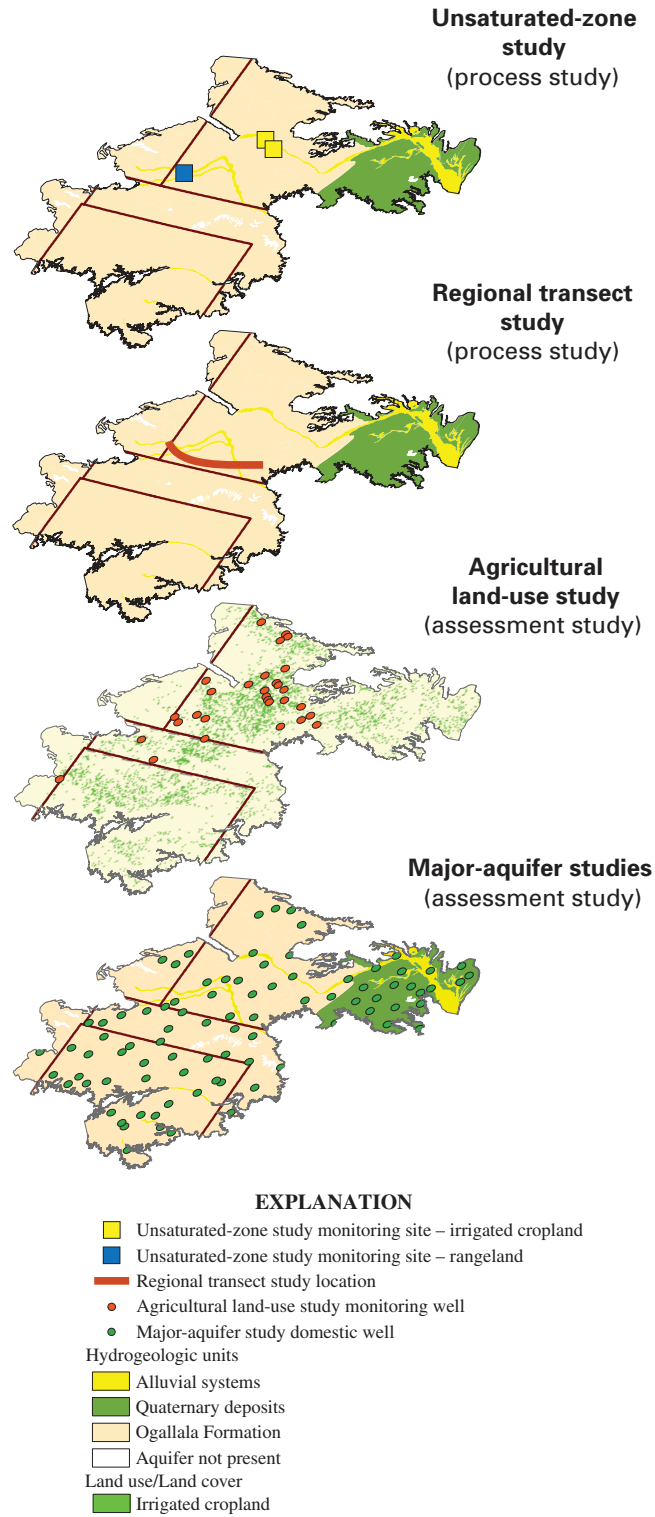 Unsaturated-zone
study
(process study)
Regional transect
study
(process study)
Agricultural
land-use study
(assessment study)
Major-aquifer studies
(assessment study)
EXPLANATION
Unsaturated-zone study monitoring site – irrigated cropland
Unsaturated-zone study monitoring site – rangeland
Regional transect study location
Agricultural land-use study monitoring well
Major-aquifer study domestic well
Hydrogeologic units
Alluvial systems
Quaternary deposits
Ogallala Formation
Aquifer not present
Land use/Land cover
Irrigated cropland